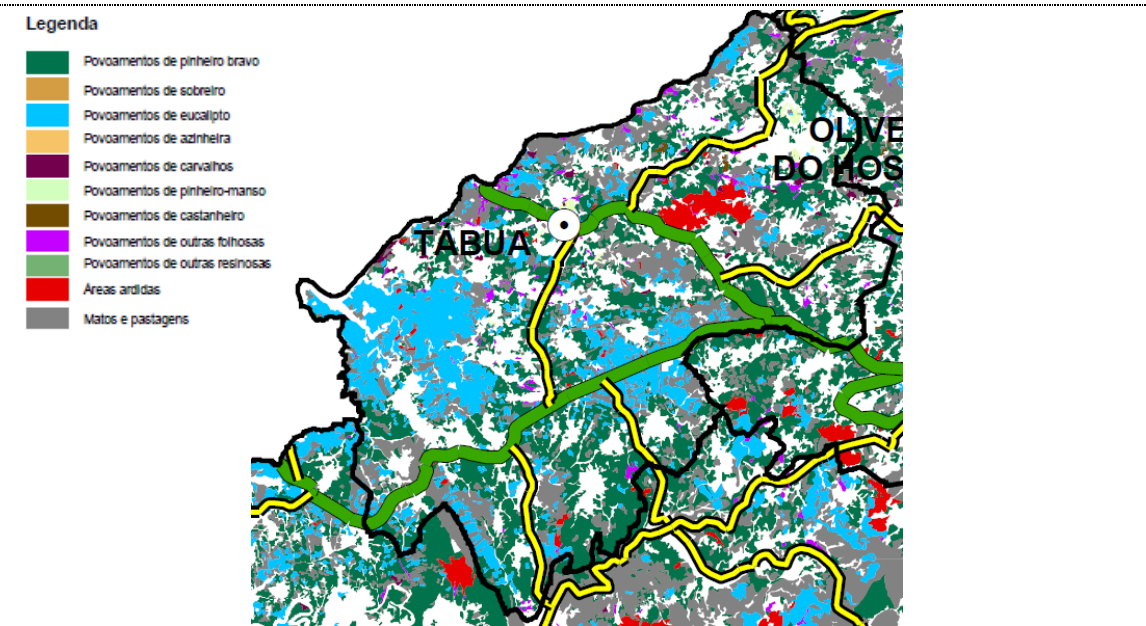 Legenda
Povoamentos de pinheiro bravo
Povoamentos de sobreiro
Povoamentos de eucalipto
Povoamentos de azinheira
Povoamentos de carvalhos
Povoamentos de pinheiro-manso
Povoamentos de castanheiro
Povoamentos de outras folhosas
Povoamentos de outras resinosas
Áreas ardidas
Matos e pastagens
OLIVE
DO HOS
TÁBUA